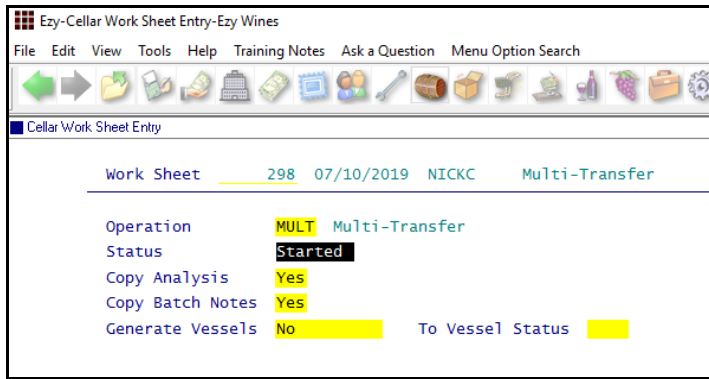 Ezy-Cellar Work Sheet Entry-Ezy Wines
File Edit View Tools Help Training Notes Ask a Question Menu Option Search
Cellar Work Sheet Entry
Work Sheet 298 07/10/2019 NICKC Multi-Transfer
Operation MULT Multi-Transfer
Status Started
Copy Analysis Yes
Copy Batch Notes Yes
Generate Vessels No To Vessel Status